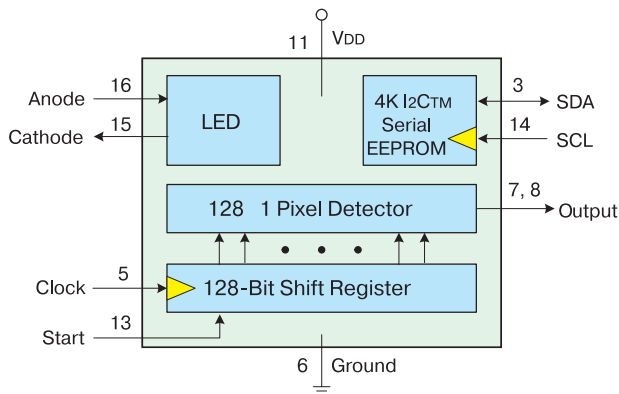 11
VDD
16
Anode
15
Cathode
LED
4K I2CTM
Serial
EEPROM
3
SDA
14
SCL
128 1 Pixel Detector
7, 8
Output
5
Clock
128-Bit Shift Register
13
Start
6
Ground